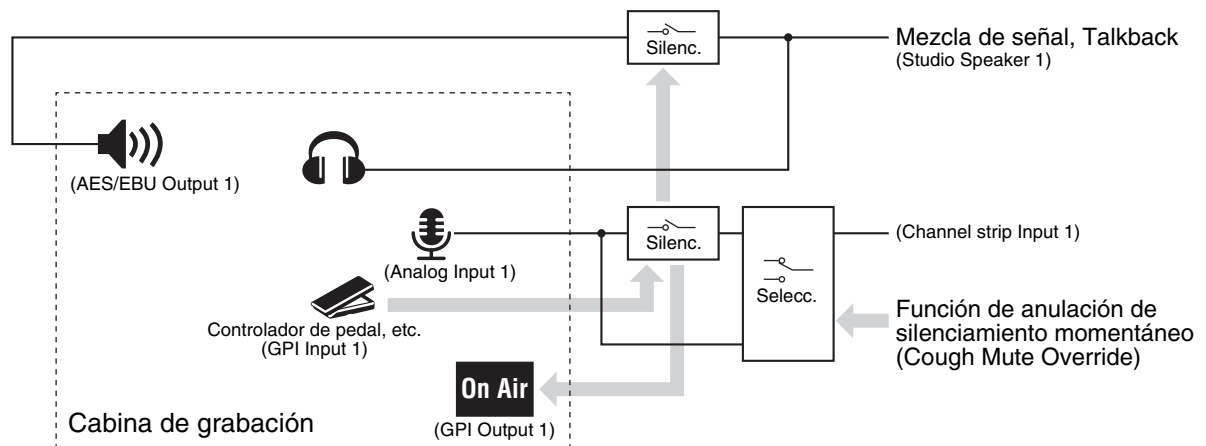 Silenc.
Mezcla de señal, Talkback
(Studio Speaker 1)
(AES/EBU Output 1)
Silenc.
(Channel strip Input 1)
(Analog Input 1)
Selecc.
Función de anulación de
silenciamiento momentáneo
(Cough Mute Override)
Controlador de pedal, etc.
(GPI Input 1)
On Air
(GPI Output 1)
Cabina de grabación